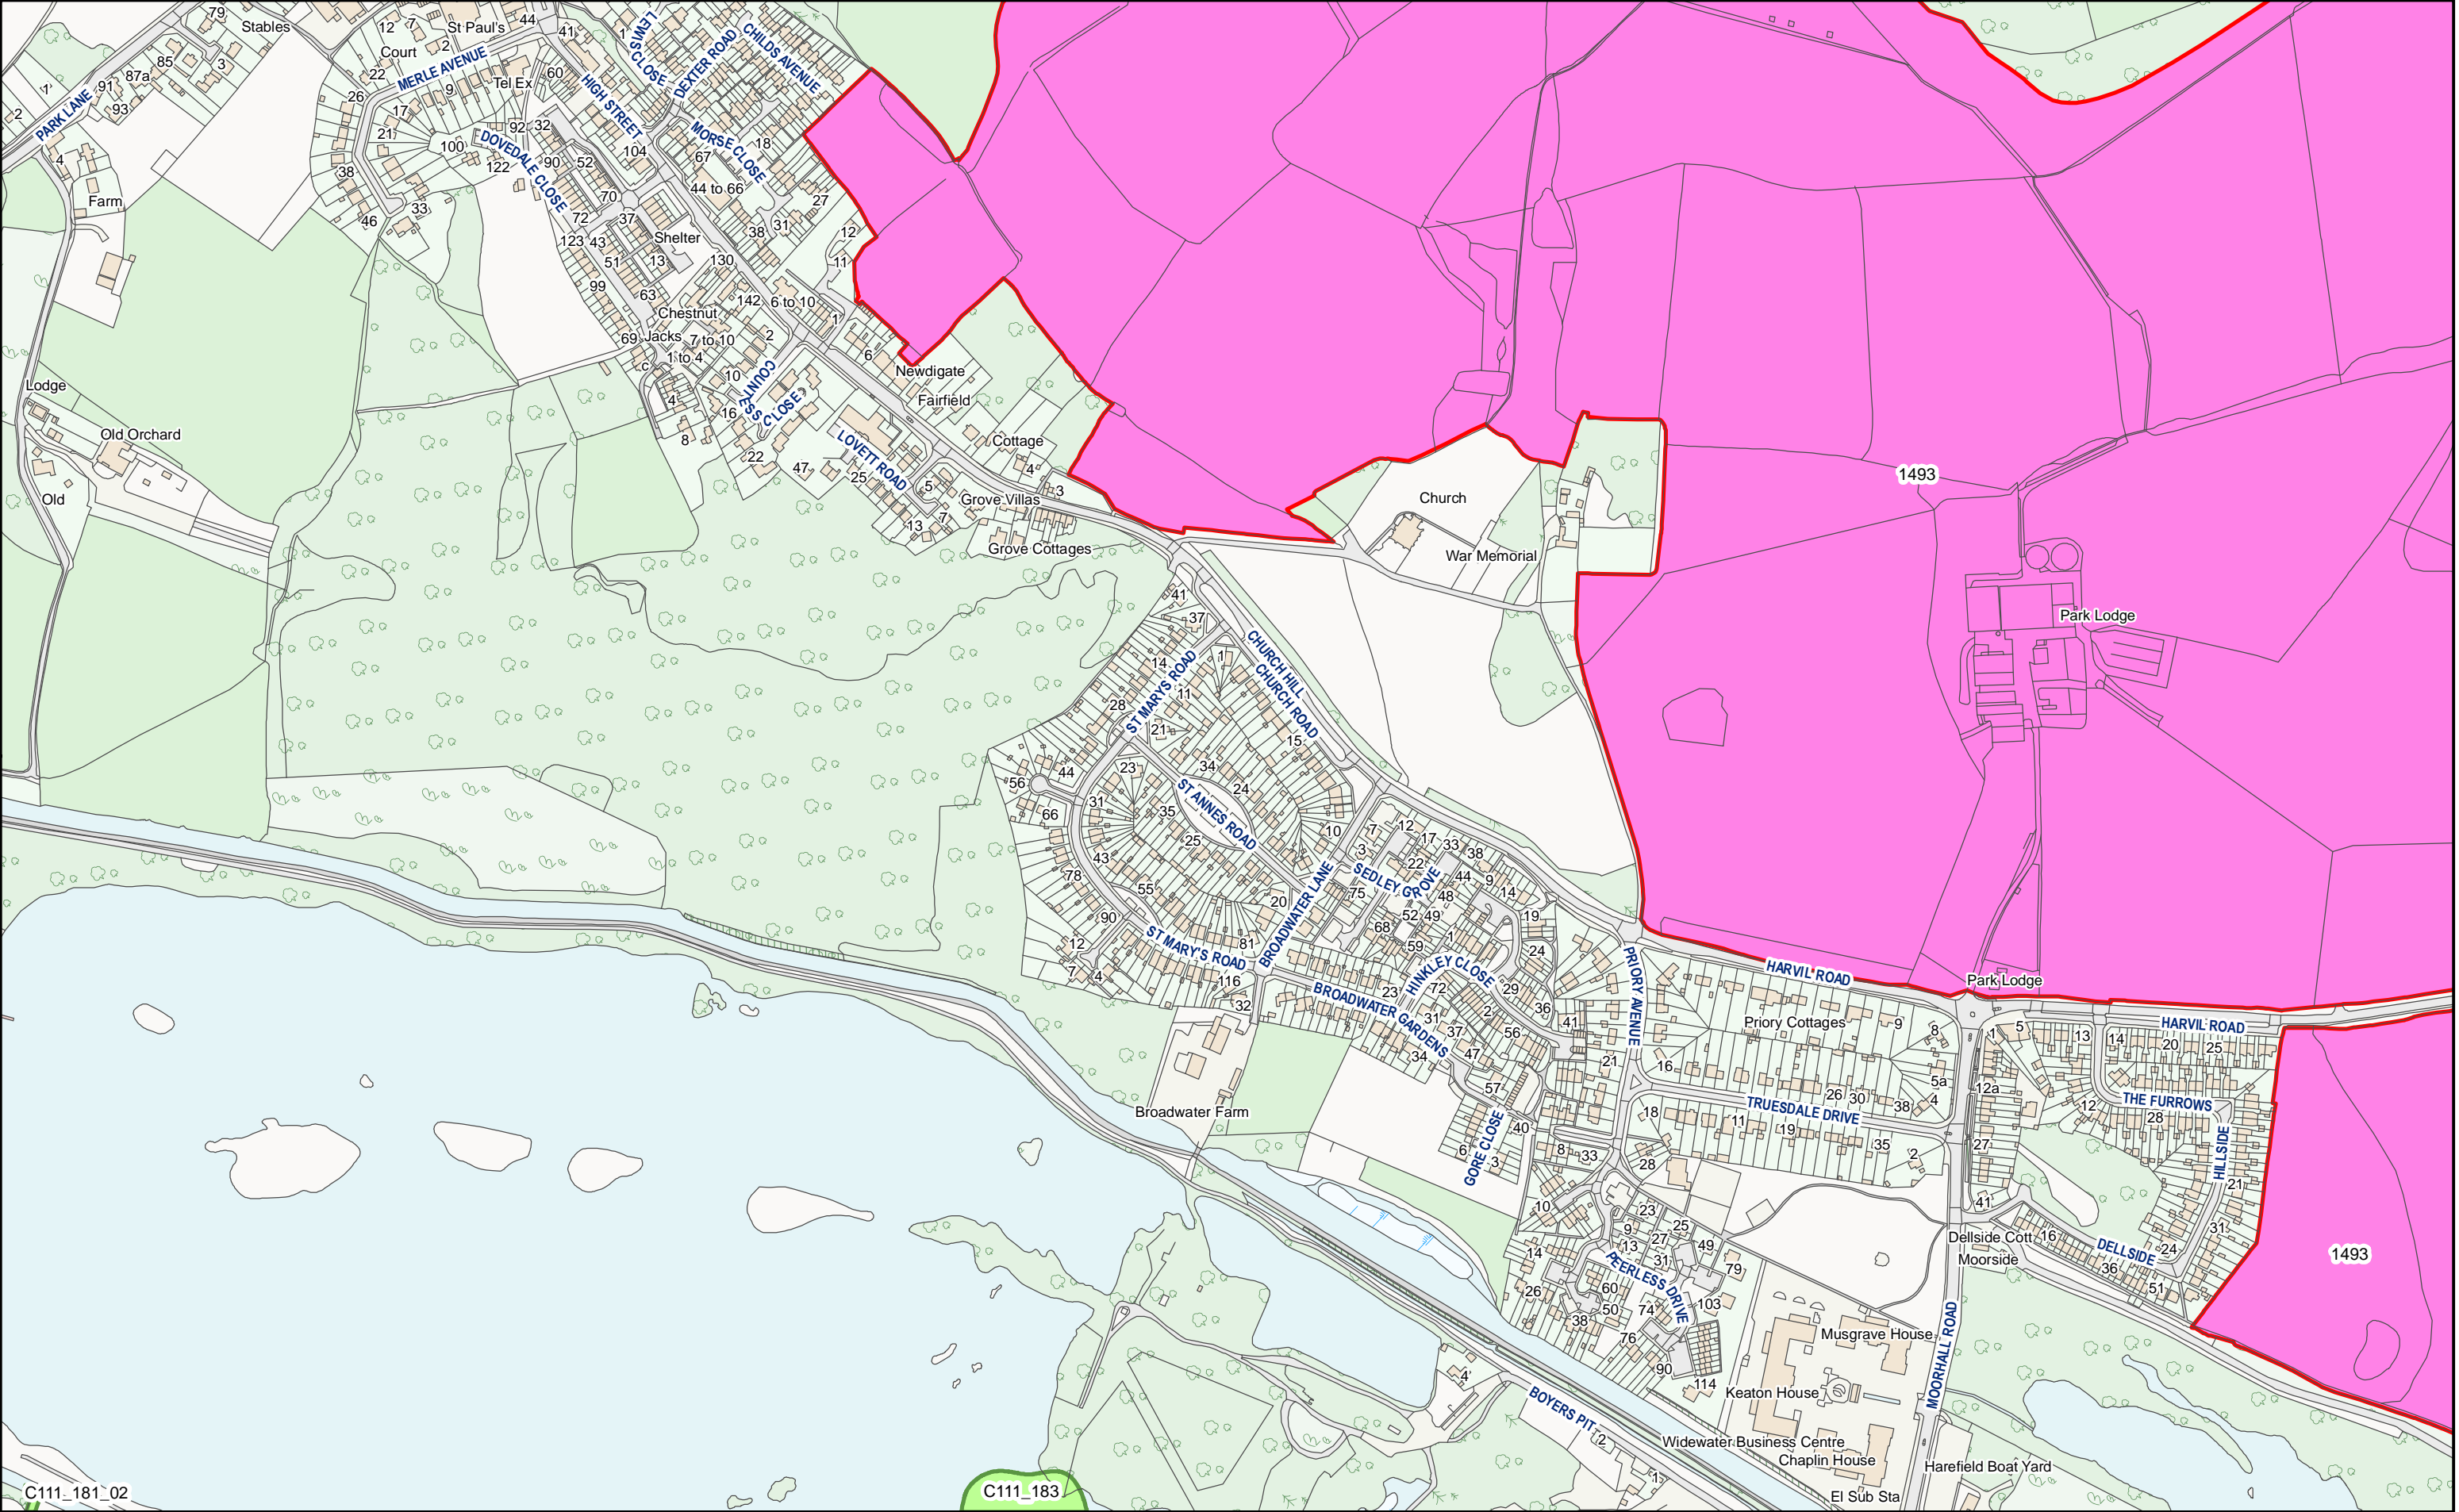 79
Stables
12
7
St Paul's
44
41
1
LEWIS CLOSE
DEXTER ROAD
CHILDS AVENUE
Court
2
22
MERLE AVENUE
85
3
87a
91
93
1
2
PARK LANE
26
17
9
Tel Ex
60
HIGH STREET
21
92
32
DOVEDALE CLOSE
100
122
90
52
104
MORSE CLOSE
18
67
4
38
44 to 66
27
Farm
33
46
70
72
37
Shelter
38
31
12
11
123
43
51
13
130
99
63
142
6 to 10
Chestnut
1
69
Jacks
7 to 10
2
1 to 4
6
Newdigate
c
10
COUNTESS CLOSE
Lodge
4
16
Fairfield
8
Old Orchard
22
47
LOVETT ROAD
25
Cottage
4
3
5
Grove Villas
Old
13
7
Grove Cottages
Church
1493
War Memorial
Park Lodge
41
37
CHURCH HILL
CHURCH ROAD
14
1
ST MARYS ROAD
11
28
21
15
23
34
44
56
24
31
35
ST ANNES ROAD
66
25
10
7
12
17
33
38
3
22
43
78
SEDLEY GROVE
44
9
14
55
75
48
20
52
49
90
68
19
BROADWATER LANE
1
ST MARY'S ROAD
81
59
12
7
4
24
116
HINKLEY CLOSE
32
BROADWATER GARDENS
23
72
29
36
2
31
37
56
41
34
47
21
57
PRIORY AVENUE
HARVIL ROAD
Park Lodge
Priory Cottages
9
8
1
5
13
14
20
25
HARVIL ROAD
16
26
30
38
5a
4
12a
12
THE FURROWS
28
Broadwater Farm
40
GORE CLOSE
6
3
18
TRUESDALE DRIVE
11
19
35
2
27
HILLSIDE
21
8
33
28
10
41
31
23
25
9
27
13
49
14
31
79
Dellside Cott
16
DELLSIDE
24
36
51
Moorside
1493
PEERLESS DRIVE
26
60
50
74
103
38
76
90
114
Musgrave House
MOORHALL ROAD
4
Keaton House
BOYERS PIT
2
Widewater Business Centre
Chaplin House
1
Harefield Boat Yard
El Sub Sta
C111_181_02
C111_183